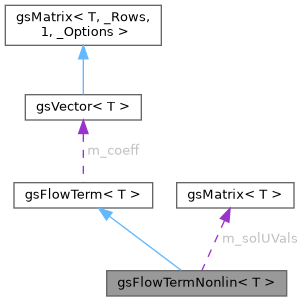 gsMatrix< T, _Rows,
1, _Options >
gsVector< T >
m_coeff
gsFlowTerm< T >
gsMatrix< T >
m_solUVals
gsFlowTermNonlin< T >